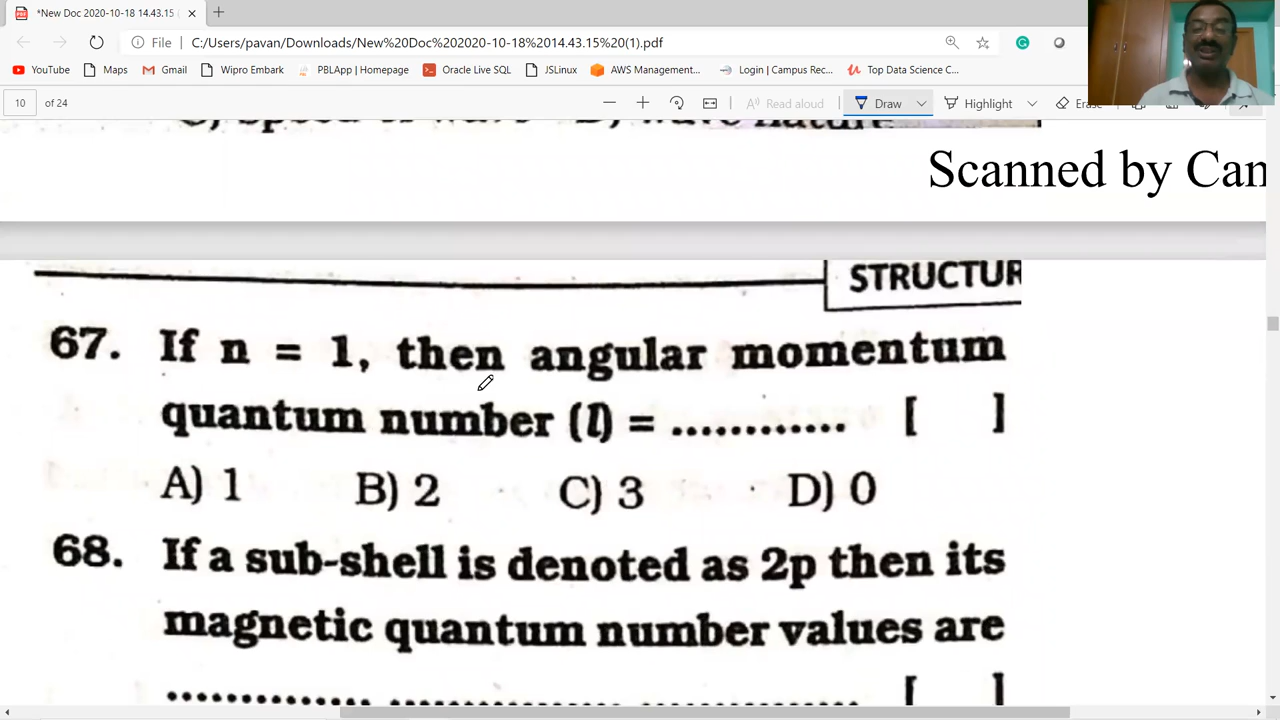 *New Doc 2020-10-18 14.43.15
File C:/Users/pavan/Downloads/New%20Doc%202020-10-18%2014.43.15%20(1).pdf
YouTube Maps Gmail Wipro Embark PBLApp | Homepage Oracle Live SQL JSLinux AWS Management... Login | Campus Rec... Top Data Science C...
10 of 24 Read aloud Draw Highlight Erase
Scanned by Can
STRUCTUR
67. If n = 1, then angular momentum
quantum number (l) = ............ [ ]
A) 1 B) 2 C) 3 D) 0
68. If a sub-shell is denoted as 2p then its
magnetic quantum number values are
.............. ................ ............... [ ]